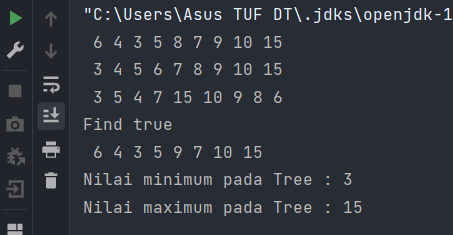 "C:\Users\Asus TUF DT\.jdks\openjdk-1
6 4 3 5 8 7 9 10 15
3 4 5 6 7 8 9 10 15
3 5 4 7 15 10 9 8 6
Find true
6 4 3 5 9 7 10 15
Nilai minimum pada Tree : 3
Nilai maximum pada Tree : 15